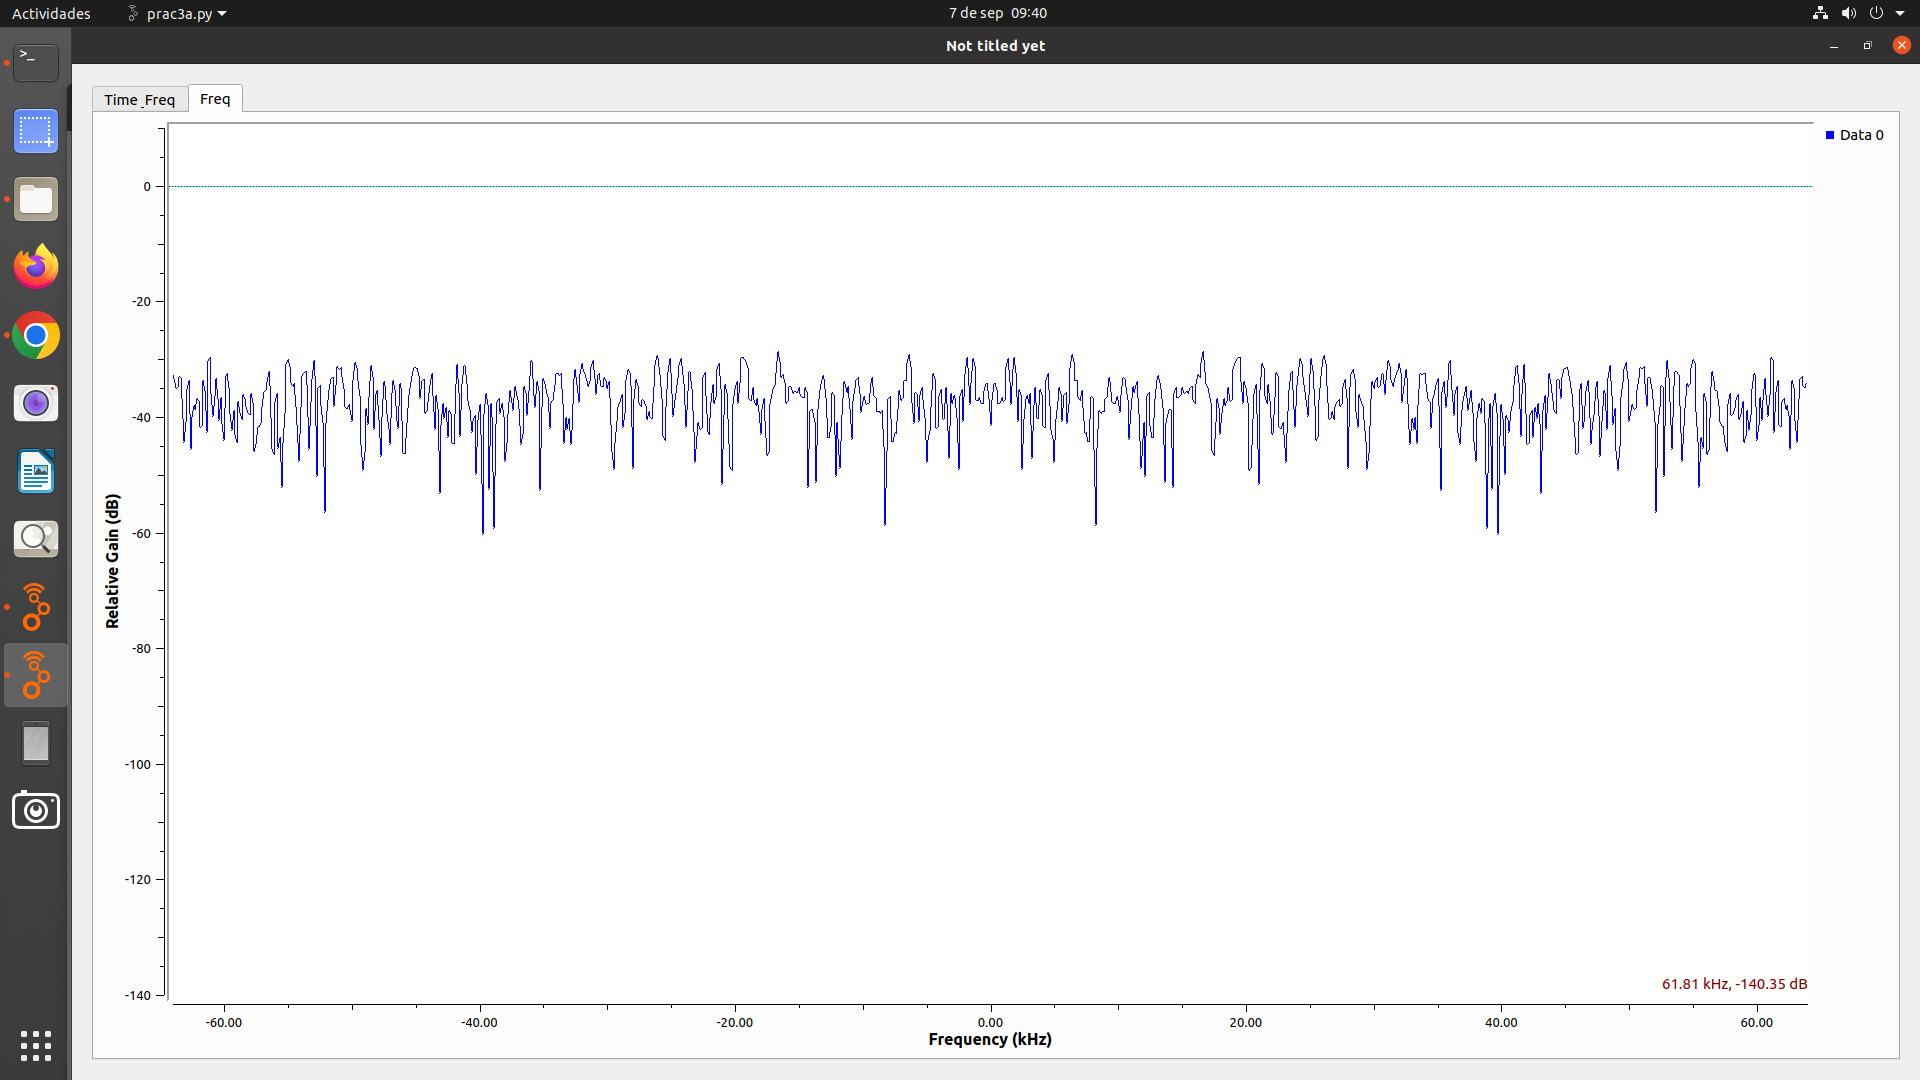 Actividades
prac3a.py
7 de sep 09:40
Not titled yet
>_
Time_Freq
Freq
Data 0
0
-20
-40
-60
-80
-100
-120
-140
Relative Gain (dB)
61.81 kHz, -140.35 dB
-60.00
-40.00
-20.00
0.00
20.00
40.00
60.00
Frequency (kHz)